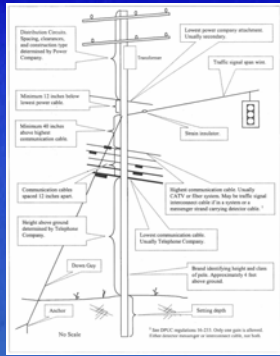 Distribution Circuits.
Spacing, clearances,
and construction type
determined by Power
Company.
Lowest power company attachment.
Usually secondary.
Transformer
Traffic signal span wire.
Minimum 12 inches below
lowest power cable.
Minimum 40 inches
above highest
communication cable
Strain insulator.
Communication cables
spaced 12 inches apart.
Highest communication cable. Usually
CATV or fiber system. May be traffic signal
interconnect cable if in a system or a
messenger strand carrying detector cable.
Height above ground
determined by Telephone
Company.
Lowest communication cable.
Usually Telephone Company.
Down Guy
Brand identifying height and class
of pole. Approximately 4 feet
above ground.
Anchor
Setting depth.
No Scale